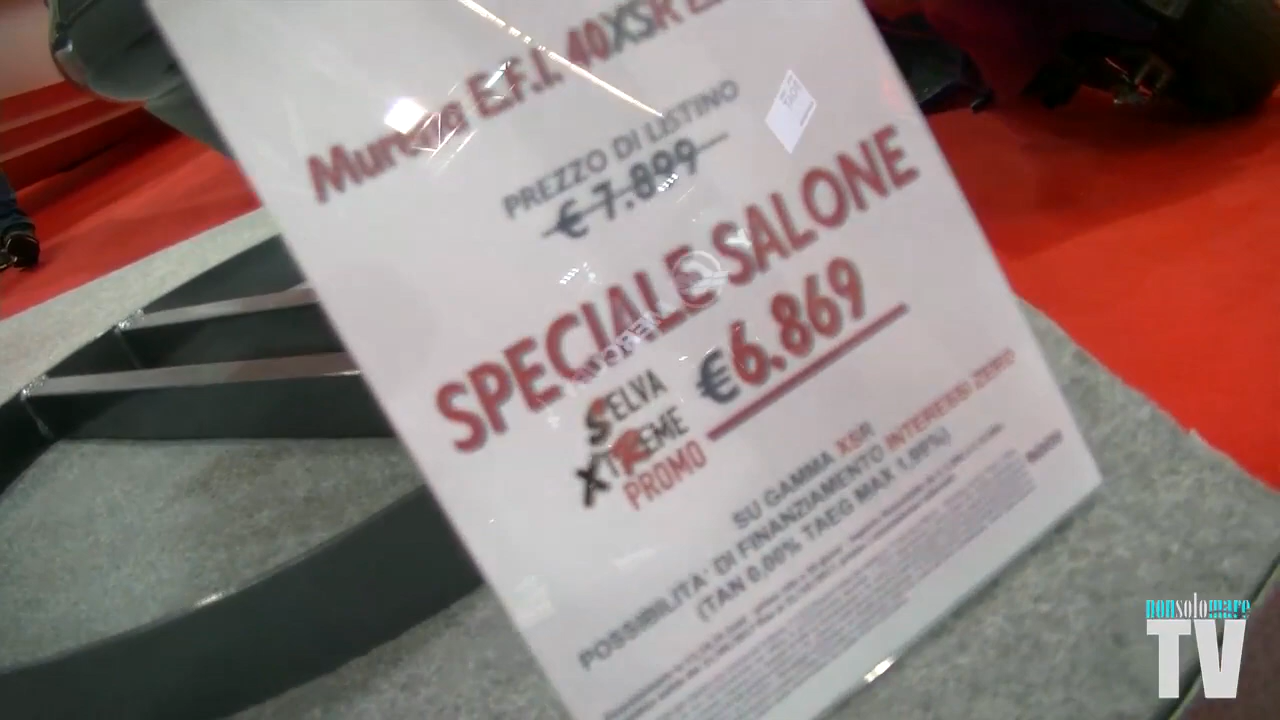 Murena E.F.I. 40XSR
PREZZO DI LISTINO
€ 7.899
SPECIALE SALONE
SELVA
XTREME
PROMO
€6.869
SU GAMMA XSR
POSSIBILITA' DI FINANZIAMENTO INTERESSI ZERO
(TAN 0,00% TAEG MAX 1,99%)
nonsolomare
TV